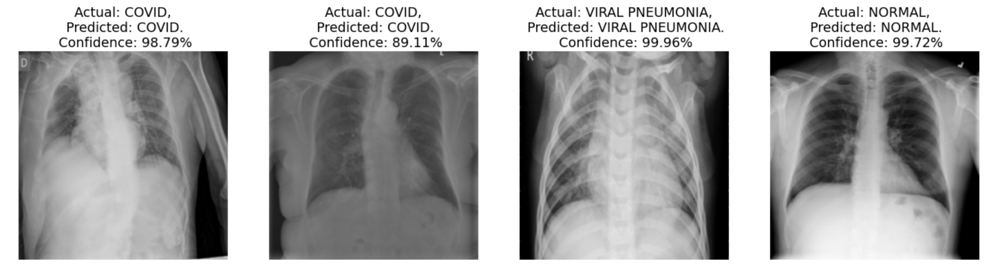 Actual: COVID,
Predicted: COVID.
Confidence: 98.79%
Actual: COVID,
Predicted: COVID.
Confidence: 89.11%
Actual: VIRAL PNEUMONIA,
Predicted: VIRAL PNEUMONIA.
Confidence: 99.96%
Actual: NORMAL,
Predicted: NORMAL.
Confidence: 99.72%
D
R